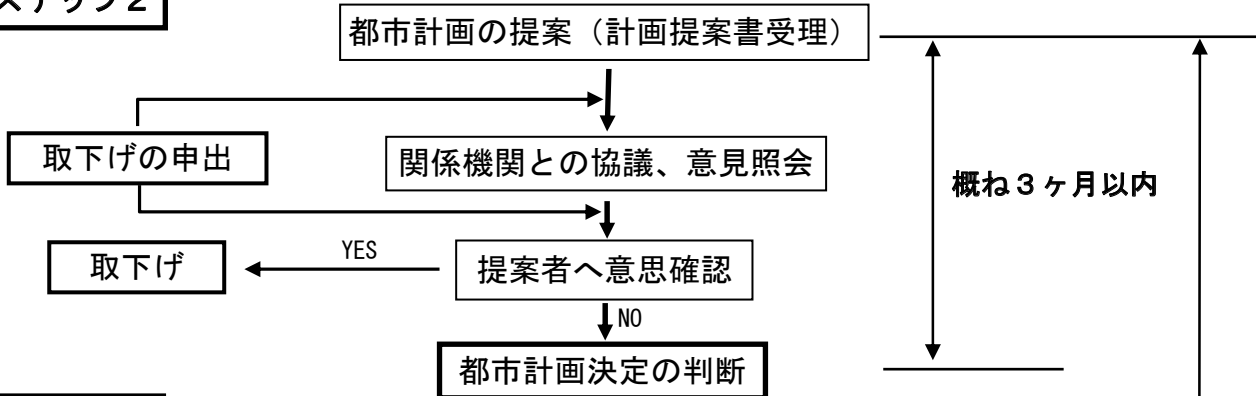 ステップ2
都市計画の提案（計画提案書受理）
取下げの申出
関係機関との協議、意見照会
概ね３ヶ月以内
取下げ
YES
提案者へ意思確認
NO
都市計画決定の判断